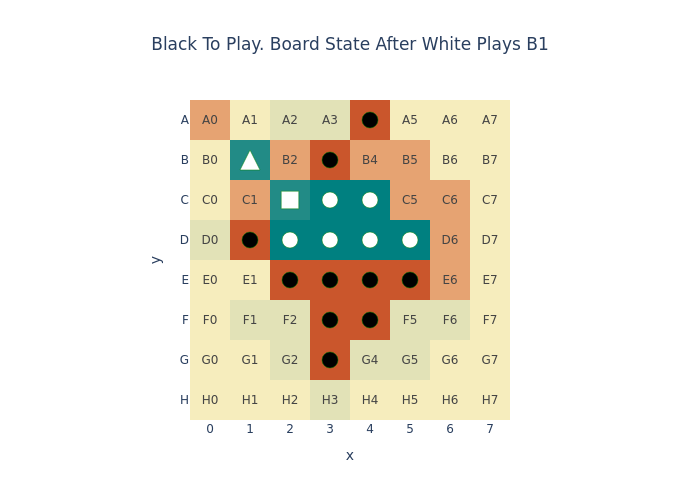 Black To Play. Board State After White Plays B1
A A0 A1 A2 A3 A5 A6 A7
B B0 B2 B4 B5 B6 B7
C C0 C1 C5 C6 C7
D D0 D6 D7
y
E E0 E1 E6 E7
F F0 F1 F2 F5 F6 F7
G G0 G1 G2 G4 G5 G6 G7
H H0 H1 H2 H3 H4 H5 H6 H7
0 1 2 3 4 5 6 7
x